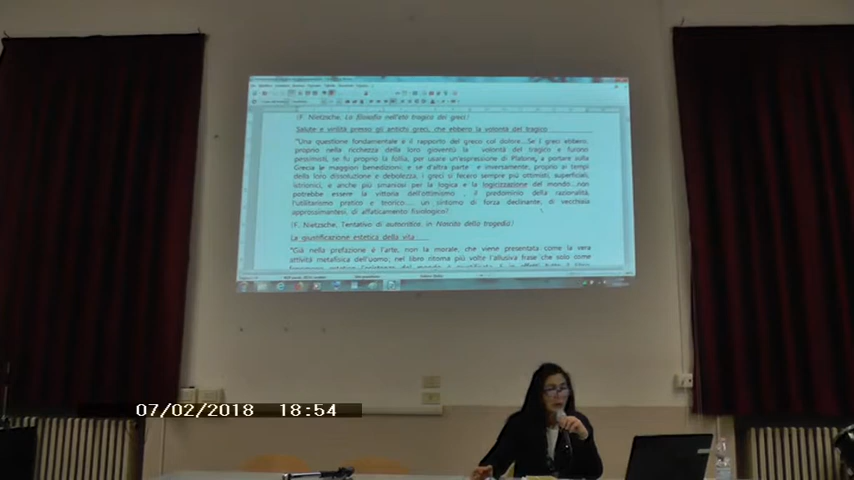 (F. Nietzsche, La filosofia nell'età tragica dei greci)
Salute e virilità presso gli antichi greci, che ebbero la volontà del tragico
"Una questione fondamentale è il rapporto del greco col dolore...Se i greci ebbero
proprio nella ricchezza della loro gioventù la volontà del tragico e furono
pessimisti, se fu proprio la follia, per usare un'espressione di Platone, a portare sulla
Grecia le maggiori benedizioni; e se d'altra parte e inversamente, proprio ai tempi
della loro dissoluzione e debolezza, i greci si fecero sempre più ottimisti, superficiali,
istrionici, e anche più smaniosi per la logica e la logicizzazione del mondo...non
potrebbe essere la vittoria dell'ottimismo , il predominio della razionalità,
l'utilitarismo pratico e teorico.... un sintomo di forza declinante, di vecchiaia
approssimantesi, di affaticamento fisiologico?
(F. Nietzsche, Tentativo di autocritica, in Nascita della tragedia)
La giustificazione estetica della vita
"Già nella prefazione è l'arte, non la morale, che viene presentata come la vera
attività metafisica dell'uomo; nel libro ritorna più volte l'allusiva frase che solo come
07/02/2018 18:54